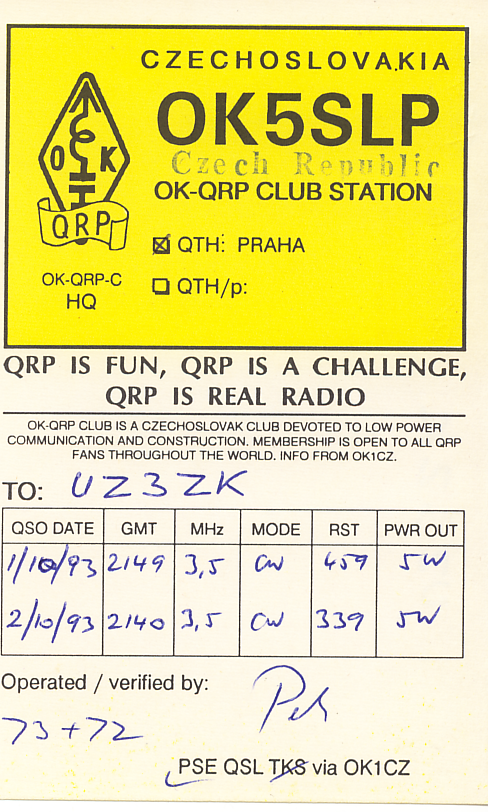 CZECHOSLOVAKIA
OK5SLP
Czech Republic
OK-QRP CLUB STATION
OK
QRP
OK-QRP-C
HQ
☒ QTH: PRAHA
☐ QTH/p:
QRP IS FUN, QRP IS A CHALLENGE,
QRP IS REAL RADIO
OK-QRP CLUB IS A CZECHOSLOVAK CLUB DEVOTED TO LOW POWER
COMMUNICATION AND CONSTRUCTION. MEMBERSHIP IS OPEN TO ALL QRP
FANS THROUGHOUT THE WORLD. INFO FROM OK1CZ.
TO: UZ3ZK
QSO DATE GMT MHz MODE RST PWR OUT
1/10/93 2149 3,5 CW 459 5W
2/10/93 2140 3,5 CW 339 5W
Operated / verified by:
73 + 72
PSE QSL TKS via OK1CZ